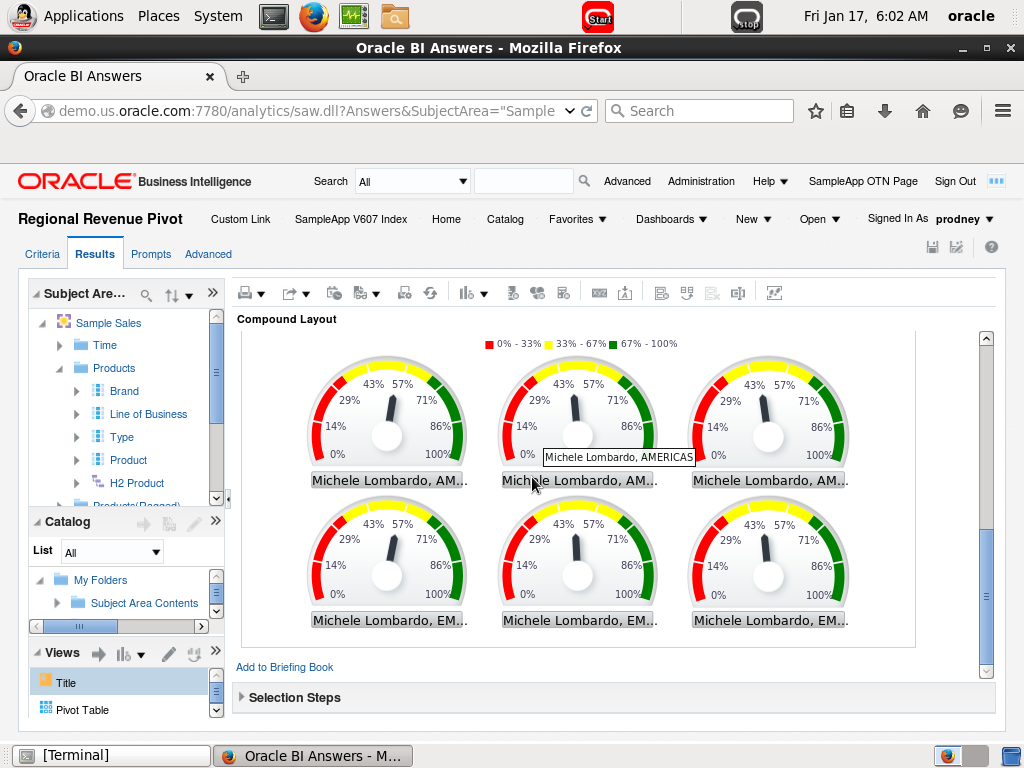 Applications Places System
Start
stop
Fri Jan 17, 6:02 AM oracle
Oracle BI Answers - Mozilla Firefox
Oracle BI Answers
demo.us.oracle.com:7780/analytics/saw.dll?Answers&SubjectArea="Sample
Search
ORACLE Business Intelligence
Search All
Advanced Administration Help SampleApp OTN Page Sign Out
Regional Revenue Pivot
Custom Link SampleApp V607 Index Home Catalog Favorites Dashboards New Open Signed In As prodney
Criteria Results Prompts Advanced
Subject Are...
Sample Sales
Time
Products
Brand
Line of Business
Type
Product
H2 Product
Products(Ragged)
Catalog
List All
My Folders
Subject Area Contents
Views
Title
Pivot Table
Compound Layout
0% - 33% 33% - 67% 67% - 100%
43% 57% 43% 57% 43% 57%
29% 71% 29% 71% 29% 71%
14% 86% 14% 86% 14% 86%
0% 100% 0% 0% 100%
Michele Lombardo, AMERICAS
Michele Lombardo, AM... Michele Lombardo, AM... Michele Lombardo, AM...
43% 57% 43% 57% 43% 57%
29% 71% 29% 71% 29% 71%
14% 86% 14% 86% 14% 86%
0% 100% 0% 100% 0% 100%
Michele Lombardo, EM... Michele Lombardo, EM... Michele Lombardo, EM...
Add to Briefing Book
Selection Steps
[Terminal]
Oracle BI Answers - M...